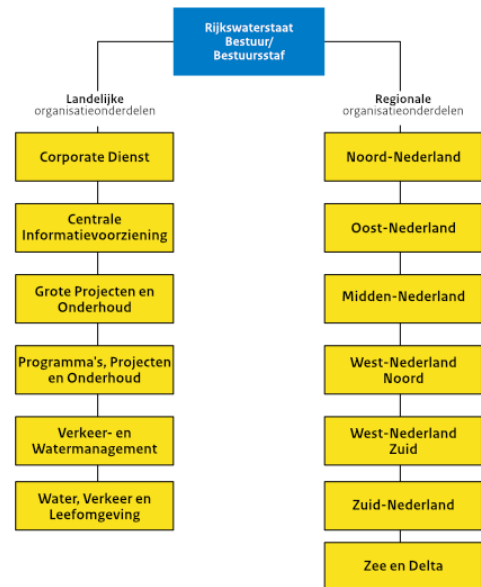 Rijkswaterstaat
Bestuur/
Bestuursstaf
Landelijke
organisatieonderdelen
Corporate Dienst
Centrale
Informatievoorziening
Grote Projecten en
Onderhoud
Programma's, Projecten
en Onderhoud
Verkeer- en
Watermanagement
Water, Verkeer en
Leefomgeving
Regionale
organisatieonderdelen
Noord-Nederland
Oost-Nederland
Midden-Nederland
West-Nederland
Noord
West-Nederland
Zuid
Zuid-Nederland
Zee en Delta